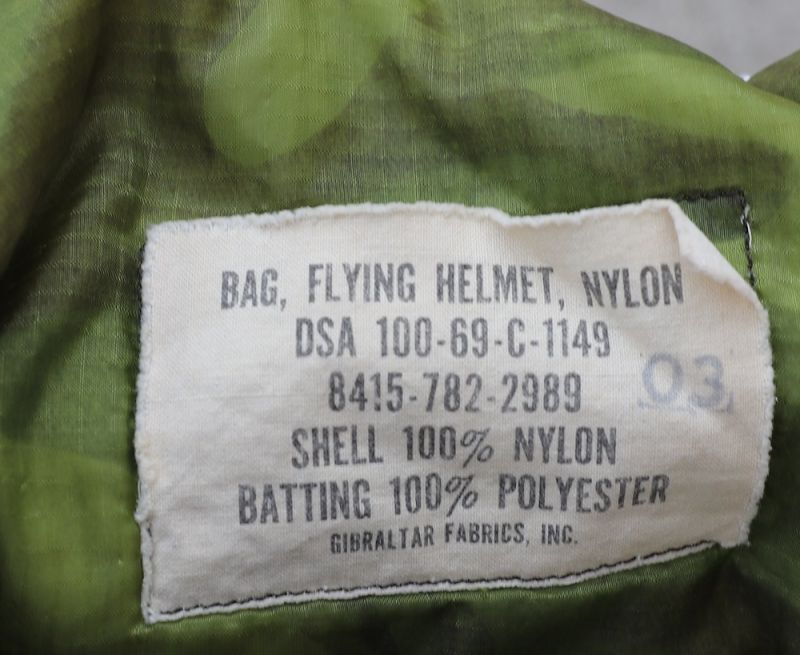 BAG, FLYING HELMET, NYLON
DSA 100-69-C-1149
8415-782-2989
03
SHELL 100% NYLON
BATTING 100% POLYESTER
GIBRALTAR FABRICS, INC.